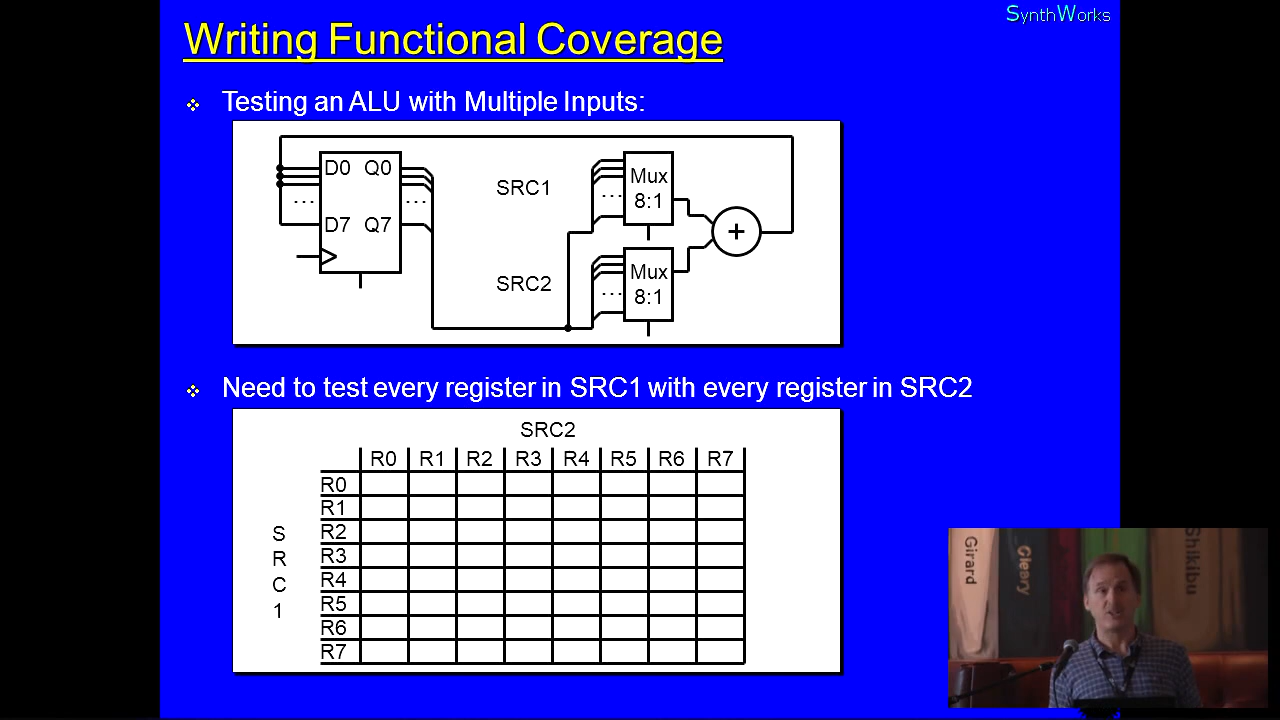 SynthWorks
Writing Functional Coverage
Testing an ALU with Multiple Inputs:
D0 Q0
... ...
D7 Q7
SRC1
Mux
8:1
...
+
SRC2
Mux
8:1
...
Need to test every register in SRC1 with every register in SRC2
SRC2
R0 R1 R2 R3 R4 R5 R6 R7
SRC1
R0
R1
R2
R3
R4
R5
R6
R7
Girard
Cleary
Shikibu